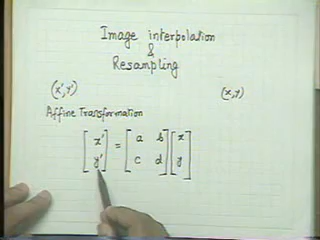 Image interpolation
&
Resampling
(x', y') (x, y)
Affine Transformation
[ x' ] = [ a b ] [ x ]
[ y' ] [ c d ] [ y ]